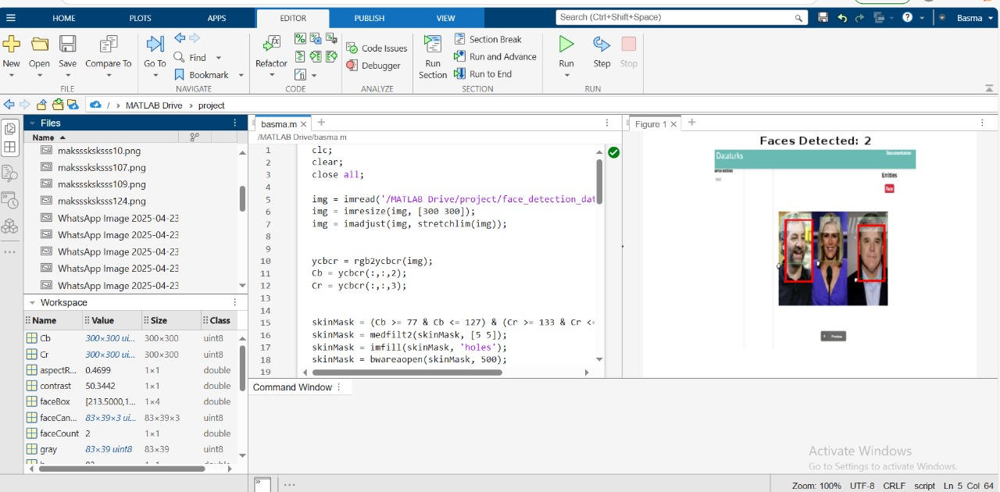 HOME PLOTS APPS EDITOR PUBLISH VIEW Search (Ctrl+Shift+Space) Basma
New Open Save Compare To
FILE
Go To Find Bookmark
NAVIGATE
Refactor
CODE
Code Issues
Debugger
ANALYZE
Run Section
Section Break
Run and Advance
Run to End
SECTION
Run Step Stop
RUN
/ › MATLAB Drive › project
Files
Name
maksssksksss10.png
maksssksksss107.png
maksssksksss109.png
maksssksksss124.png
WhatsApp Image 2025-04-23
WhatsApp Image 2025-04-23
WhatsApp Image 2025-04-23
WhatsApp Image 2025-04-23
WhatsApp Image 2025-04-23
Workspace
Name Value Size Class
Cb 300×300 ui... 300×300 uint8
Cr 300×300 ui... 300×300 uint8
aspectR... 0.4699 1×1 double
contrast 50.3442 1×1 double
faceBox [213.5000,1... 1×4 double
faceCan... 83×39×3 ui... 83×39×3 uint8
faceCount 2 1×1 double
gray 83×39 uint8 83×39 uint8
basma.m
/MATLAB Drive/basma.m
1 clc;
2 clear;
3 close all;
4
5 img = imread('/MATLAB Drive/project/face_detection_dat
6 img = imresize(img, [300 300]);
7 img = imadjust(img, stretchlim(img));
8
9
10 ycbcr = rgb2ycbcr(img);
11 Cb = ycbcr(:,:,2);
12 Cr = ycbcr(:,:,3);
13
14
15 skinMask = (Cb >= 77 & Cb <= 127) & (Cr >= 133 & Cr <=
16 skinMask = medfilt2(skinMask, [5 5]);
17 skinMask = imfill(skinMask, 'holes');
18 skinMask = bwareaopen(skinMask, 500);
19
Figure 1
Faces Detected: 2
Dataturks Documentation
Entities
Face
Previous
Command Window
Activate Windows
Go to Settings to activate Windows.
Zoom: 100% UTF-8 CRLF script Ln 5 Col 64